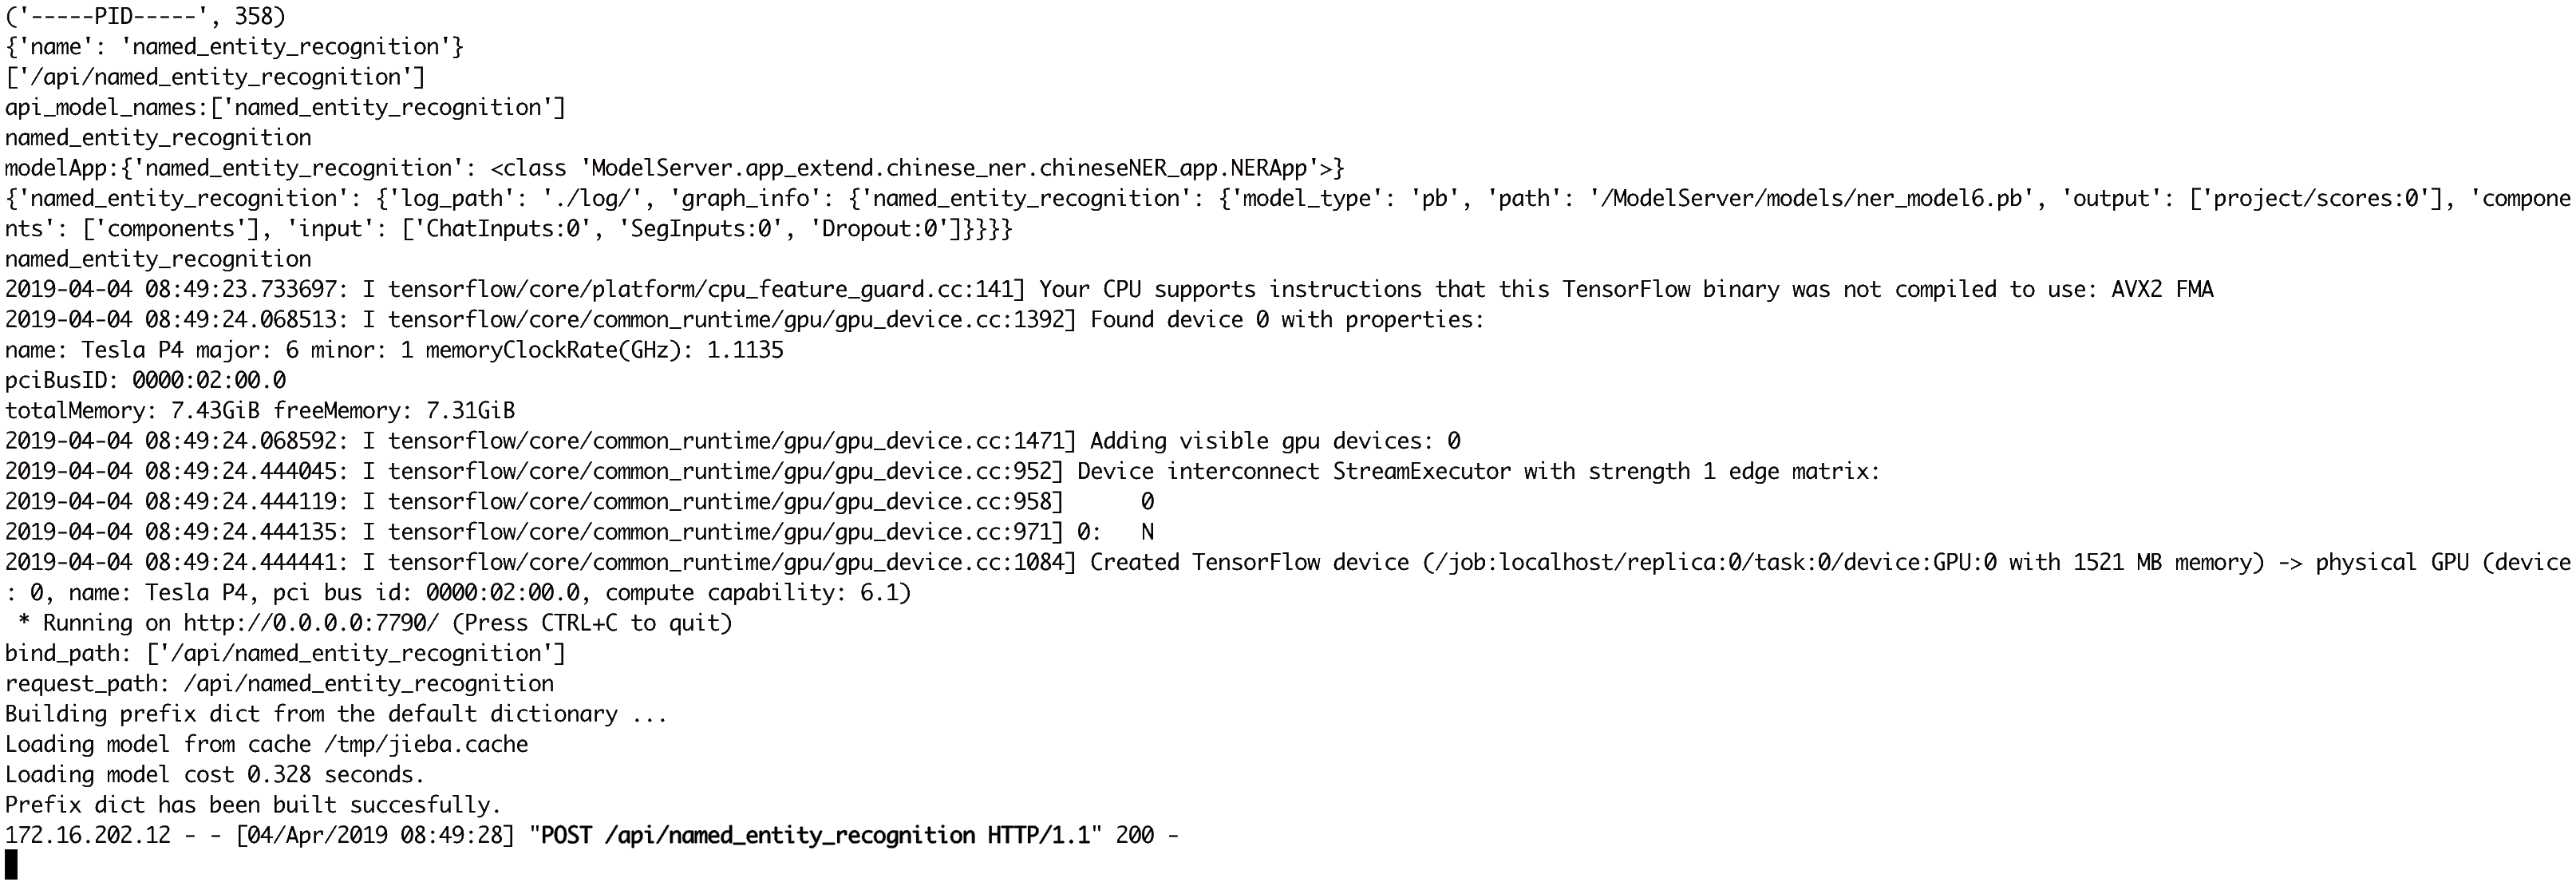 ('-----PID-----', 358)
{'name': 'named_entity_recognition'}
['/api/named_entity_recognition']
api_model_names:['named_entity_recognition']
named_entity_recognition
modelApp:{'named_entity_recognition': <class 'ModelServer.app_extend.chinese_ner.chineseNER_app.NERApp'>}
{'named_entity_recognition': {'log_path': './log/', 'graph_info': {'named_entity_recognition': {'model_type': 'pb', 'path': '/ModelServer/models/ner_model6.pb', 'output': ['project/scores:0'], 'compone
nts': ['components'], 'input': ['ChatInputs:0', 'SegInputs:0', 'Dropout:0']}}}}
named_entity_recognition
2019-04-04 08:49:23.733697: I tensorflow/core/platform/cpu_feature_guard.cc:141] Your CPU supports instructions that this TensorFlow binary was not compiled to use: AVX2 FMA
2019-04-04 08:49:24.068513: I tensorflow/core/common_runtime/gpu/gpu_device.cc:1392] Found device 0 with properties:
name: Tesla P4 major: 6 minor: 1 memoryClockRate(GHz): 1.1135
pciBusID: 0000:02:00.0
totalMemory: 7.43GiB freeMemory: 7.31GiB
2019-04-04 08:49:24.068592: I tensorflow/core/common_runtime/gpu/gpu_device.cc:1471] Adding visible gpu devices: 0
2019-04-04 08:49:24.444045: I tensorflow/core/common_runtime/gpu/gpu_device.cc:952] Device interconnect StreamExecutor with strength 1 edge matrix:
2019-04-04 08:49:24.444119: I tensorflow/core/common_runtime/gpu/gpu_device.cc:958]      0
2019-04-04 08:49:24.444135: I tensorflow/core/common_runtime/gpu/gpu_device.cc:971] 0:   N
2019-04-04 08:49:24.444441: I tensorflow/core/common_runtime/gpu/gpu_device.cc:1084] Created TensorFlow device (/job:localhost/replica:0/task:0/device:GPU:0 with 1521 MB memory) -> physical GPU (device
: 0, name: Tesla P4, pci bus id: 0000:02:00.0, compute capability: 6.1)
 * Running on http://0.0.0.0:7790/ (Press CTRL+C to quit)
bind_path: ['/api/named_entity_recognition']
request_path: /api/named_entity_recognition
Building prefix dict from the default dictionary ...
Loading model from cache /tmp/jieba.cache
Loading model cost 0.328 seconds.
Prefix dict has been built succesfully.
172.16.202.12 - - [04/Apr/2019 08:49:28] "POST /api/named_entity_recognition HTTP/1.1" 200 -